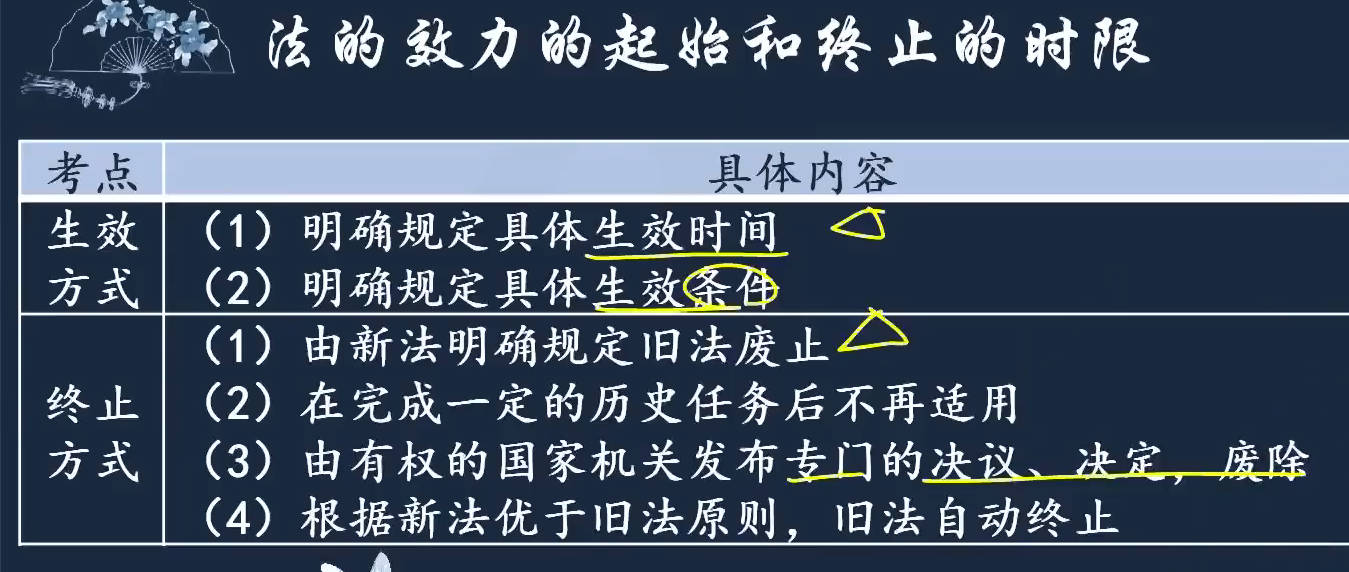 法的效力的起始和终止的时限
考点 具体内容
生效方式
（1）明确规定具体生效时间
（2）明确规定具体生效条件
终止方式
（1）由新法明确规定旧法废止
（2）在完成一定的历史任务后不再适用
（3）由有权的国家机关发布专门的决议、决定，废除
（4）根据新法优于旧法原则，旧法自动终止